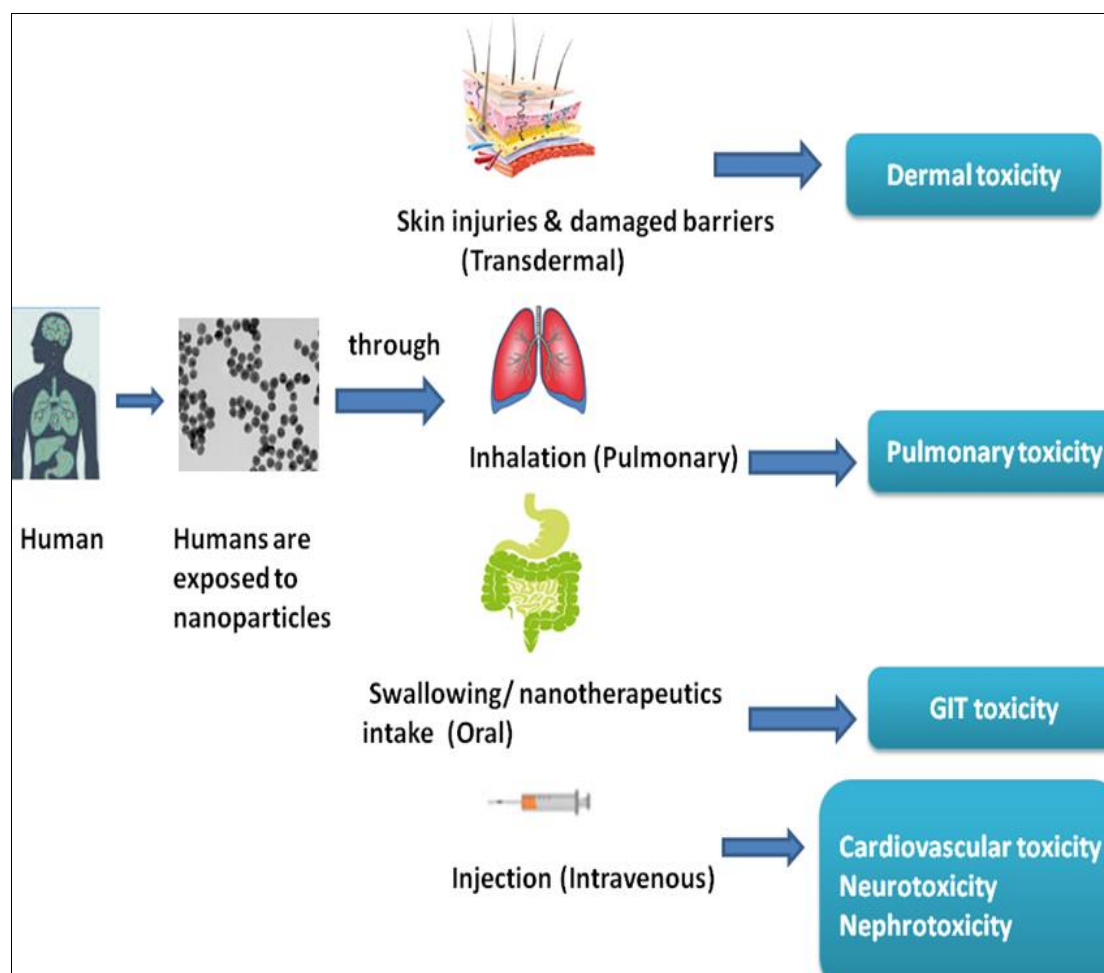 Skin injuries & damaged barriers
(Transdermal)
Dermal toxicity
through
Inhalation (Pulmonary)
Pulmonary toxicity
Human
Humans are
exposed to
nanoparticles
Swallowing/ nanotherapeutics
intake (Oral)
GIT toxicity
Injection (Intravenous)
Cardiovascular toxicity
Neurotoxicity
Nephrotoxicity